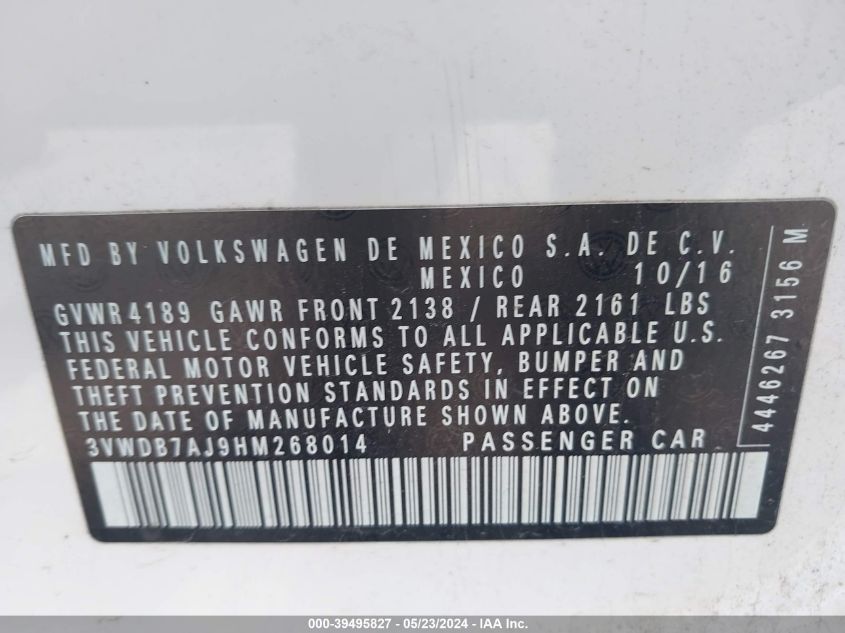 MFD BY VOLKSWAGEN DE MEXICO S.A. DE C.V.
MEXICO 10/16
GVWR 4189 GAWR FRONT 2138 / REAR 2161 LBS
THIS VEHICLE CONFORMS TO ALL APPLICABLE U.S.
FEDERAL MOTOR VEHICLE SAFETY, BUMPER AND
THEFT PREVENTION STANDARDS IN EFFECT ON
THE DATE OF MANUFACTURE SHOWN ABOVE.
3VWDB7AJ9HM268014 PASSENGER CAR
4446267 3156 M
000-39495827 - 05/23/2024 - IAA Inc.